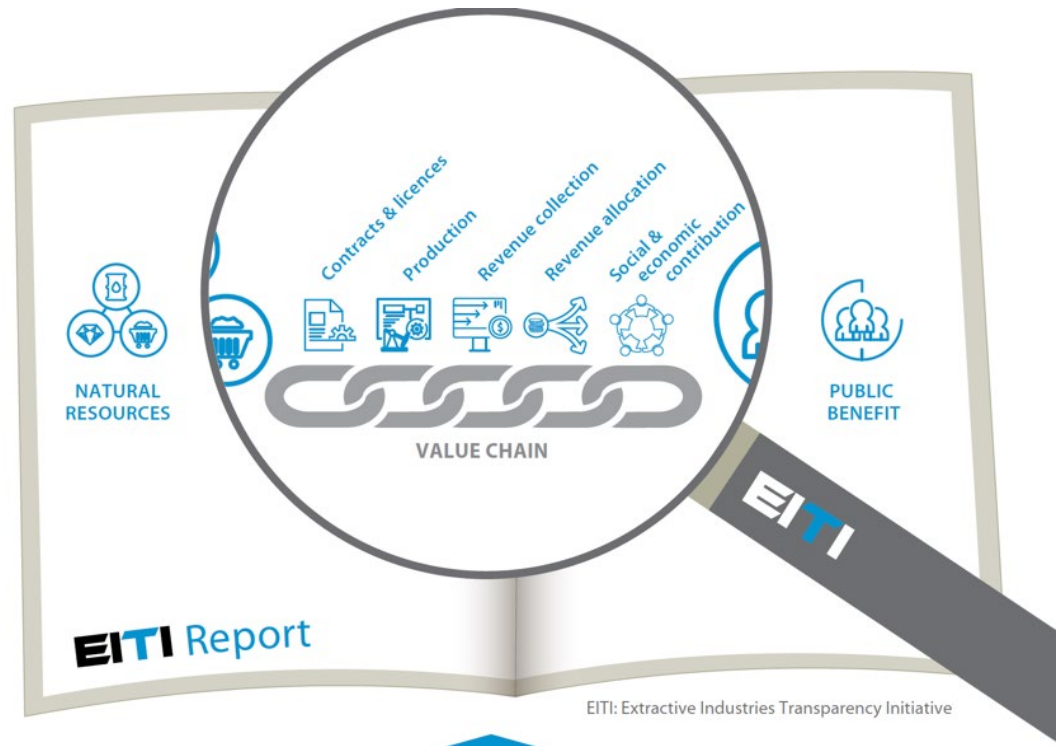 Contracts & licences
Production
Revenue collection
Revenue allocation
Social &
economic
contribution
NATURAL
RESOURCES
VALUE CHAIN
PUBLIC
BENEFIT
EITI
EITI Report
EITI: Extractive Industries Transparency Initiative